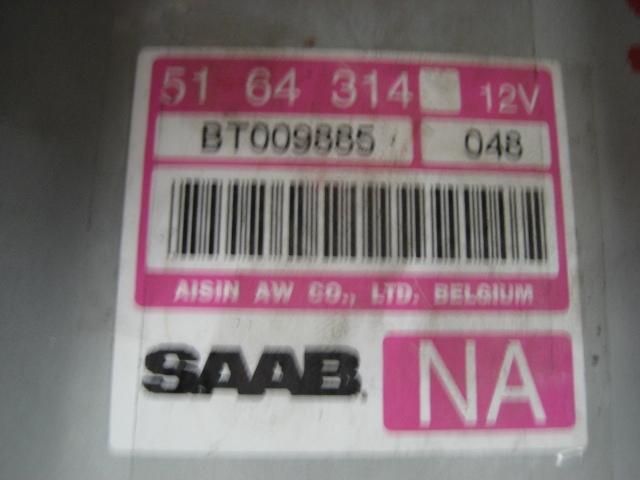 51 64 314 12V
BT009885 048
AISIN AW CO., LTD, BELGIUM
SAAB NA